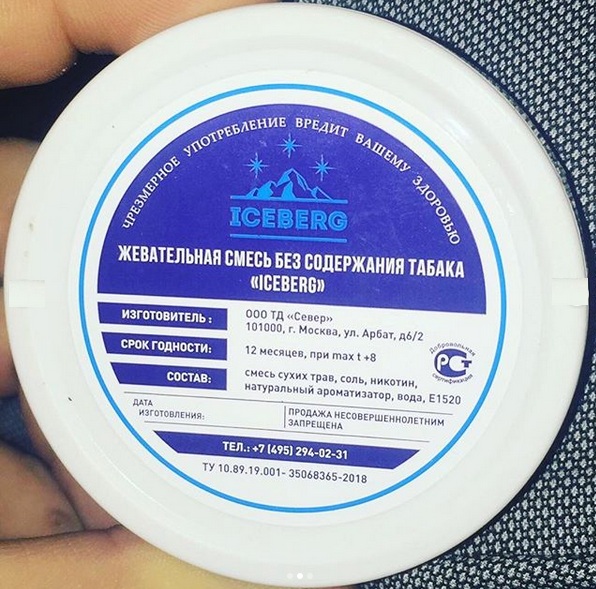 ЧРЕЗМЕРНОЕ УПОТРЕБЛЕНИЕ ВРЕДИТ ВАШЕМУ ЗДОРОВЬЮ
ICEBERG
ЖЕВАТЕЛЬНАЯ СМЕСЬ БЕЗ СОДЕРЖАНИЯ ТАБАКА
«ICEBERG»
ИЗГОТОВИТЕЛЬ :
ООО ТД «Север»
101000, г. Москва, ул. Арбат, д6/2
СРОК ГОДНОСТИ:
12 месяцев, при max t +8
Добровольная
РСТ
сертификация
СОСТАВ:
смесь сухих трав, соль, никотин,
натуральный ароматизатор, вода, Е1520
ДАТА
ИЗГОТОВЛЕНИЯ:
ПРОДАЖА НЕСОВЕРШЕННОЛЕТНИМ
ЗАПРЕЩЕНА
ТЕЛ.: +7 (495) 294-02-31
ТУ 10.89.19.001- 35068365-2018